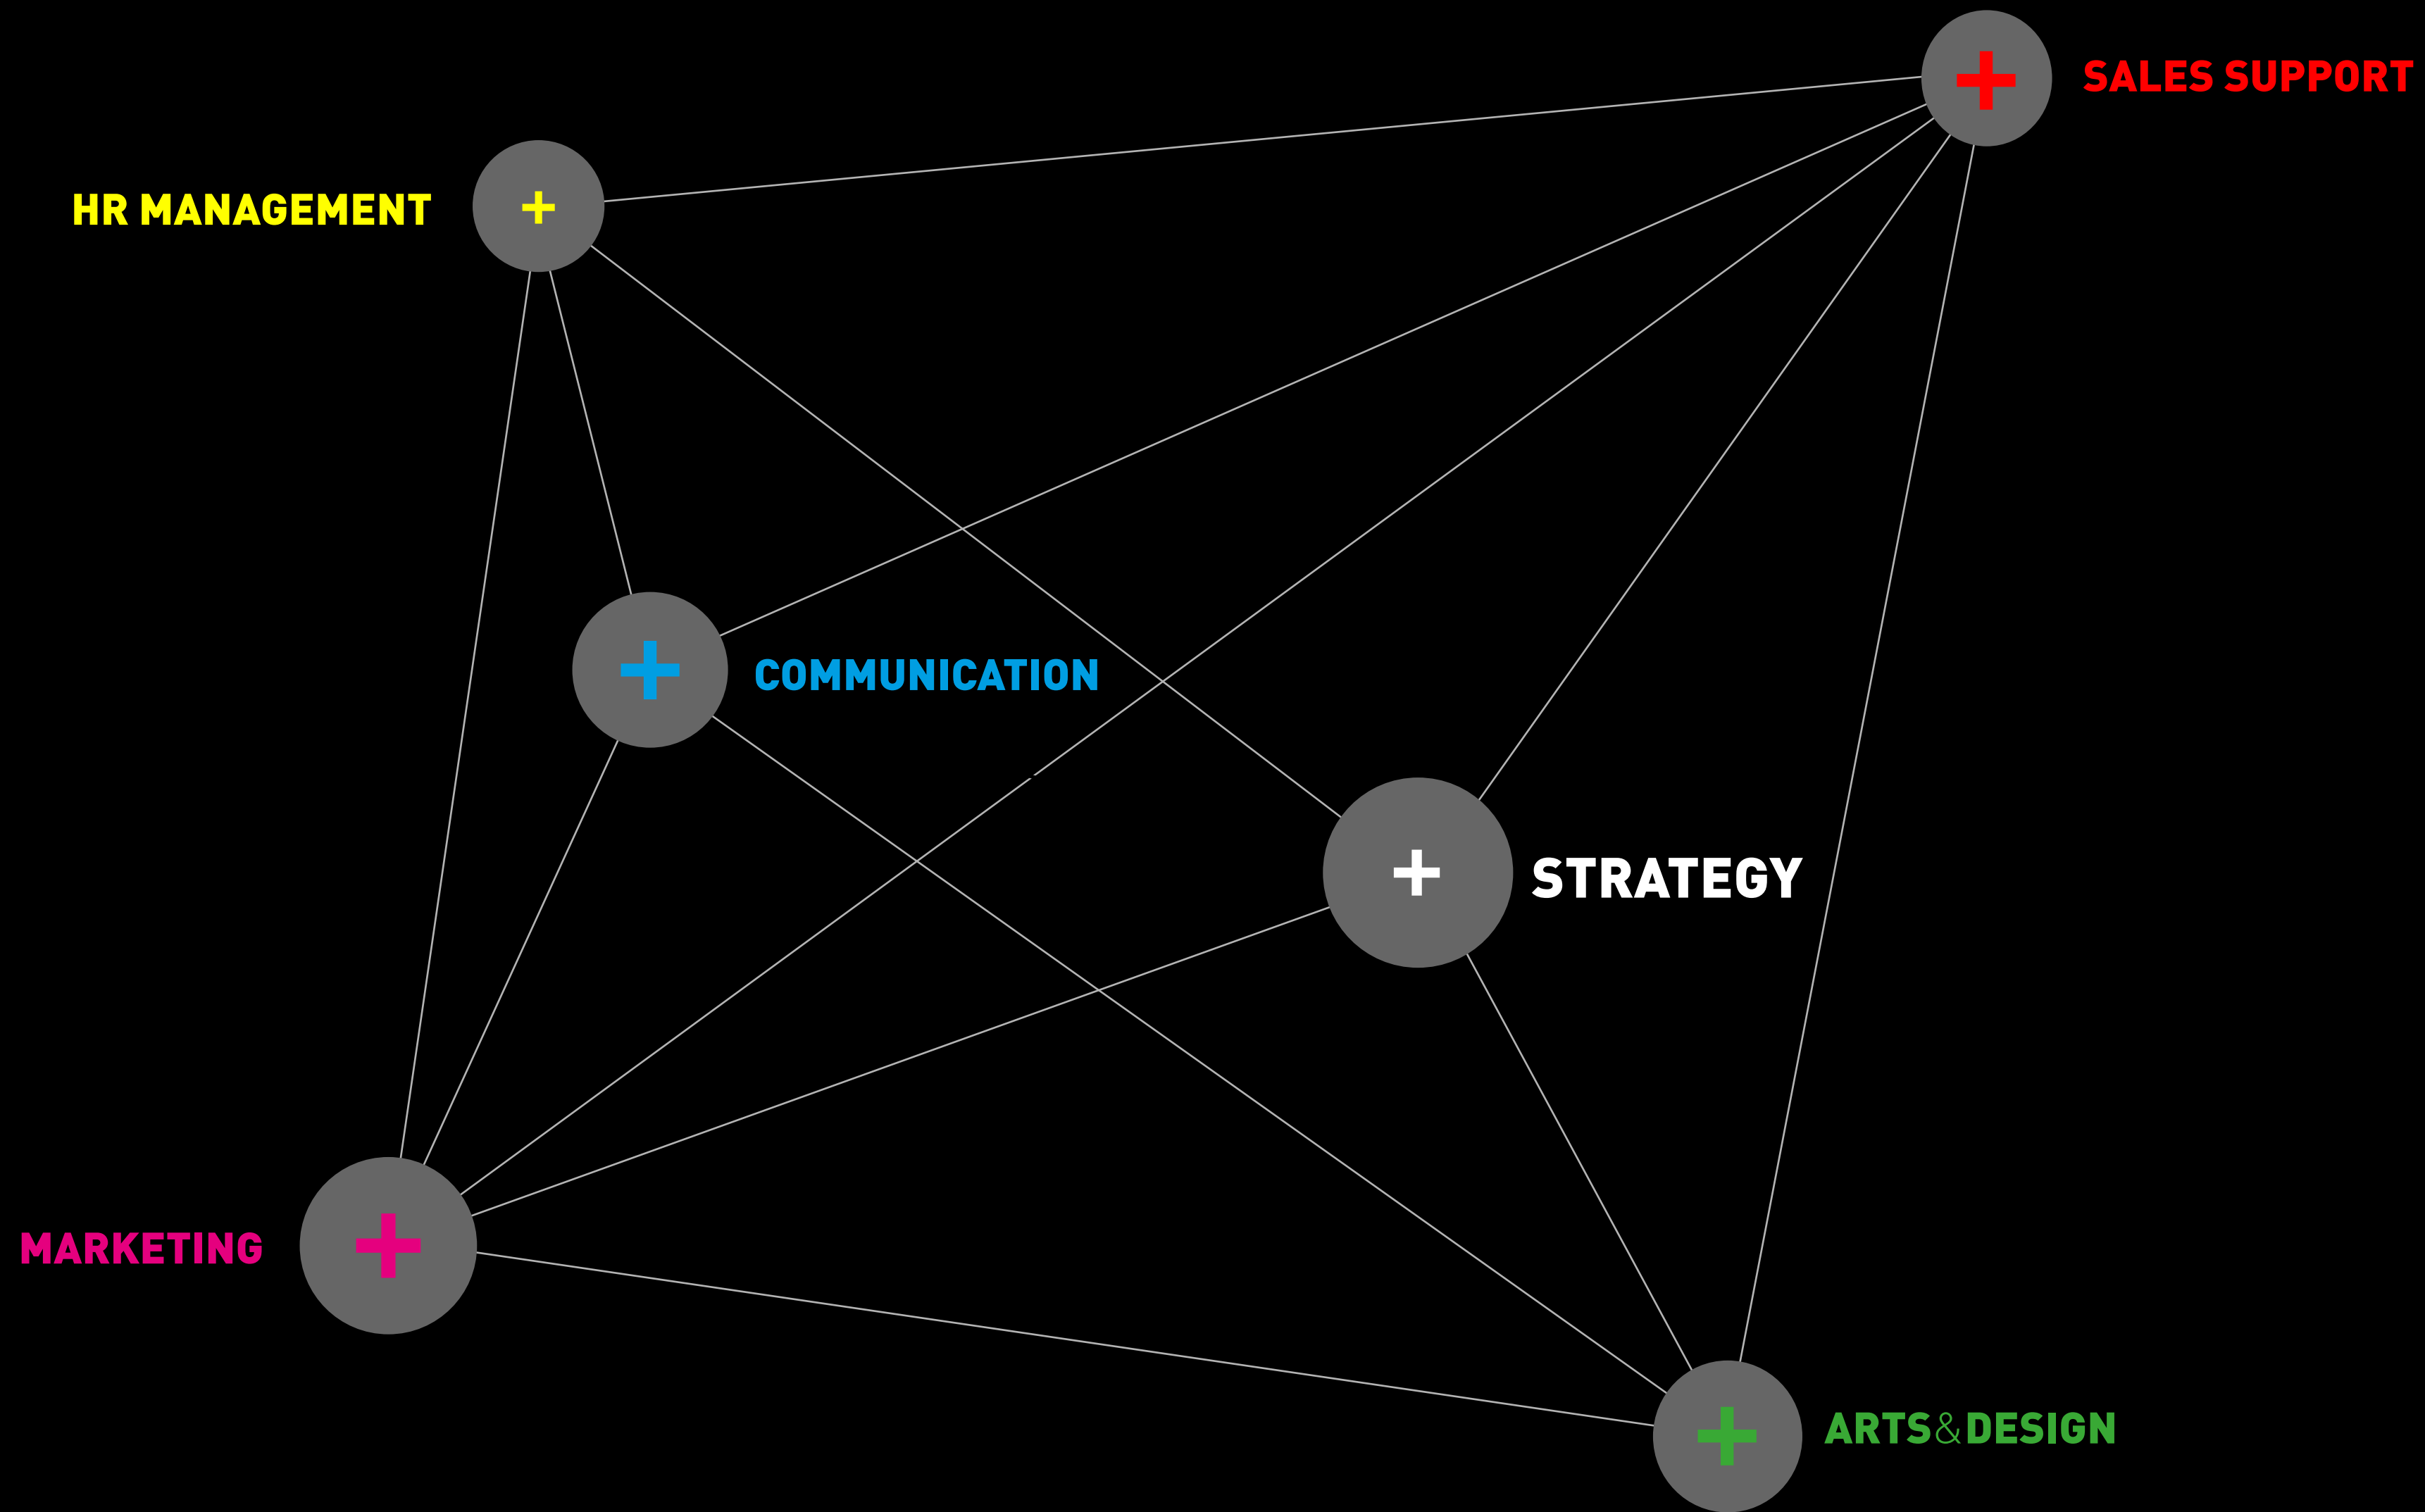 SALES SUPPORT
HR MANAGEMENT
COMMUNICATION
STRATEGY
MARKETING
ARTS&DESIGN